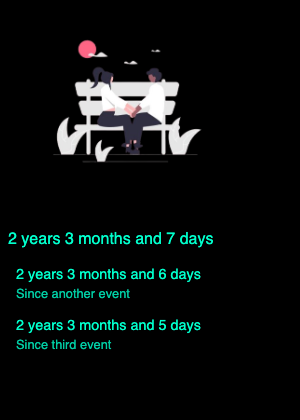 2 years 3 months and 7 days
2 years 3 months and 6 days
Since another event
2 years 3 months and 5 days
Since third event